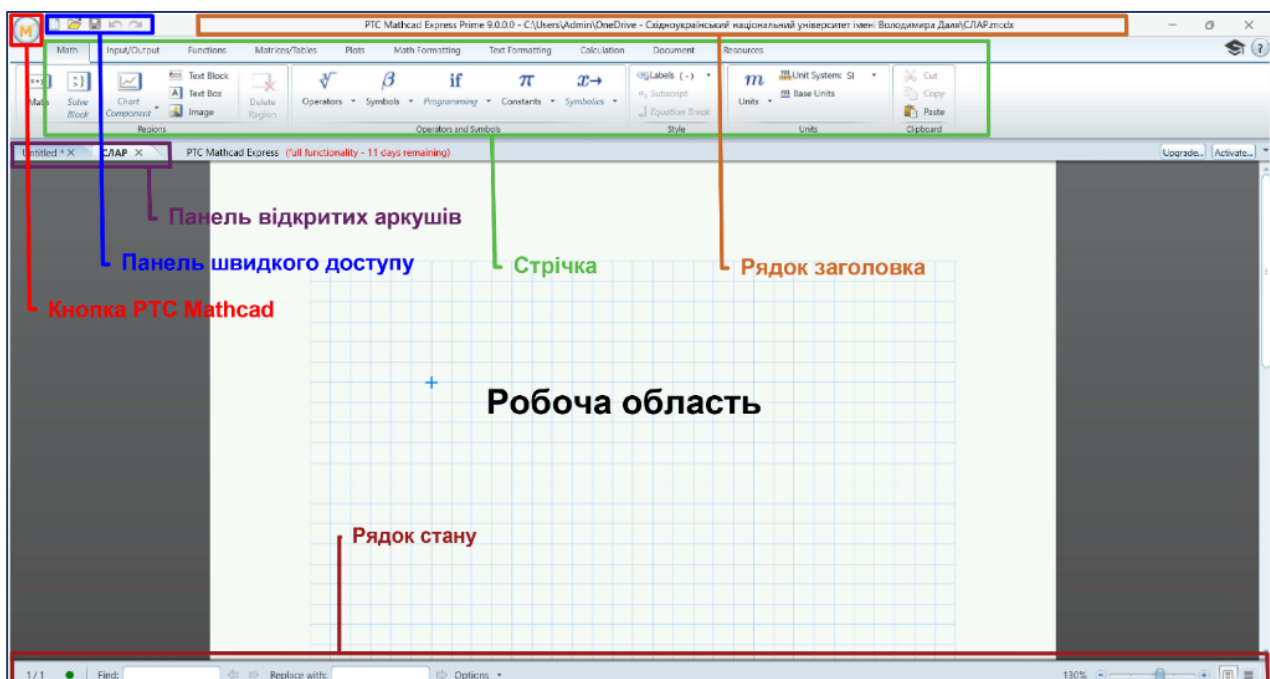 M
PTC Mathcad Express Prime 9.0.0.0 - C:\Users\Admin\OneDrive - Східноукраїнський національний університет імені Володимира Даля\СЛАР.mcdx
Math Input/Output Functions Matrices/Tables Plots Math Formatting Text Formatting Calculation Document Resources
Math
Solve Block
Chart Component
Text Block
Text Box
Image
Delete Region
Regions
Operators
β Symbols
if Programming
π Constants
x→ Symbolics
Operators and Symbols
Labels (-)
Subscript
Equation Break
Style
m Units
Unit System: SI
Base Units
Units
Cut
Copy
Paste
Clipboard
Untitled * × СЛАР × PTC Mathcad Express (full functionality - 11 days remaining) Upgrade... Activate...
Панель відкритих аркушів
Панель швидкого доступу
Стрічка
Рядок заголовка
Кнопка PTC Mathcad
Робоча область
Рядок стану
1 / 1 Find: Replace with: Options 130%